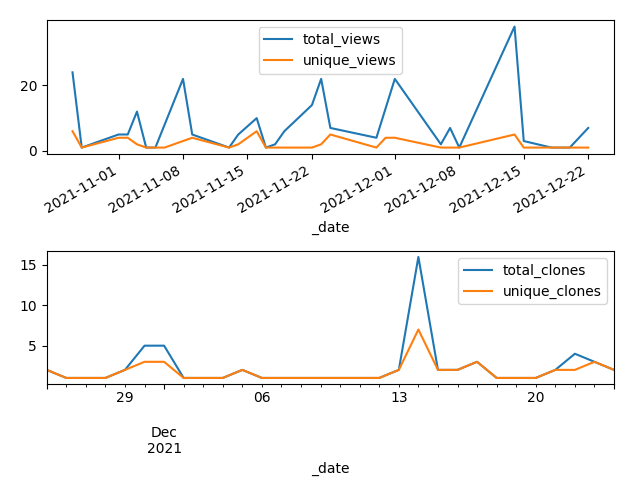 total_views
unique_views
20
0
2021-11-01
2021-11-08
2021-11-15
2021-11-22
2021-12-01
2021-12-08
2021-12-15
2021-12-22
_date
total_clones
unique_clones
15
10
5
29
06
13
20
Dec
2021
_date